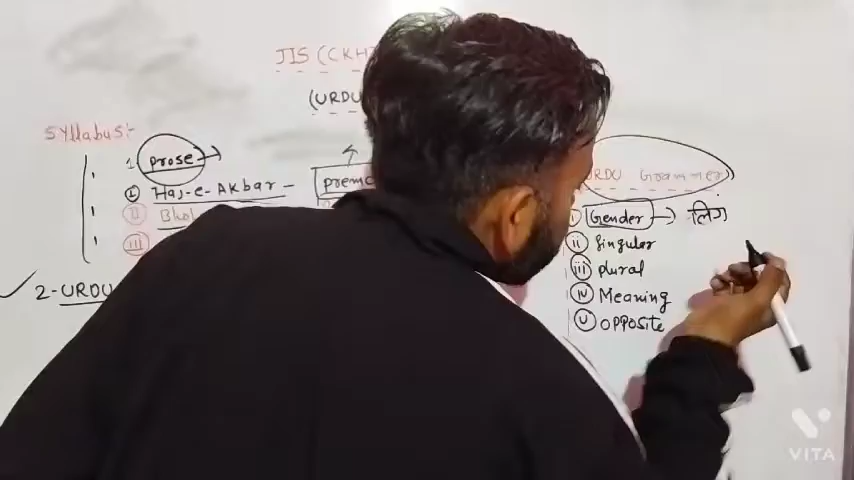 JIS (CKH
(URDU
Syllabus:-
1 prose →
I Haj-e-Akbar -
II Bhol
III
2-URDU
premc
URDU Grammer
i Gender → लिंग
ii Singular
iii plural
iv Meaning
v opposite
VITA